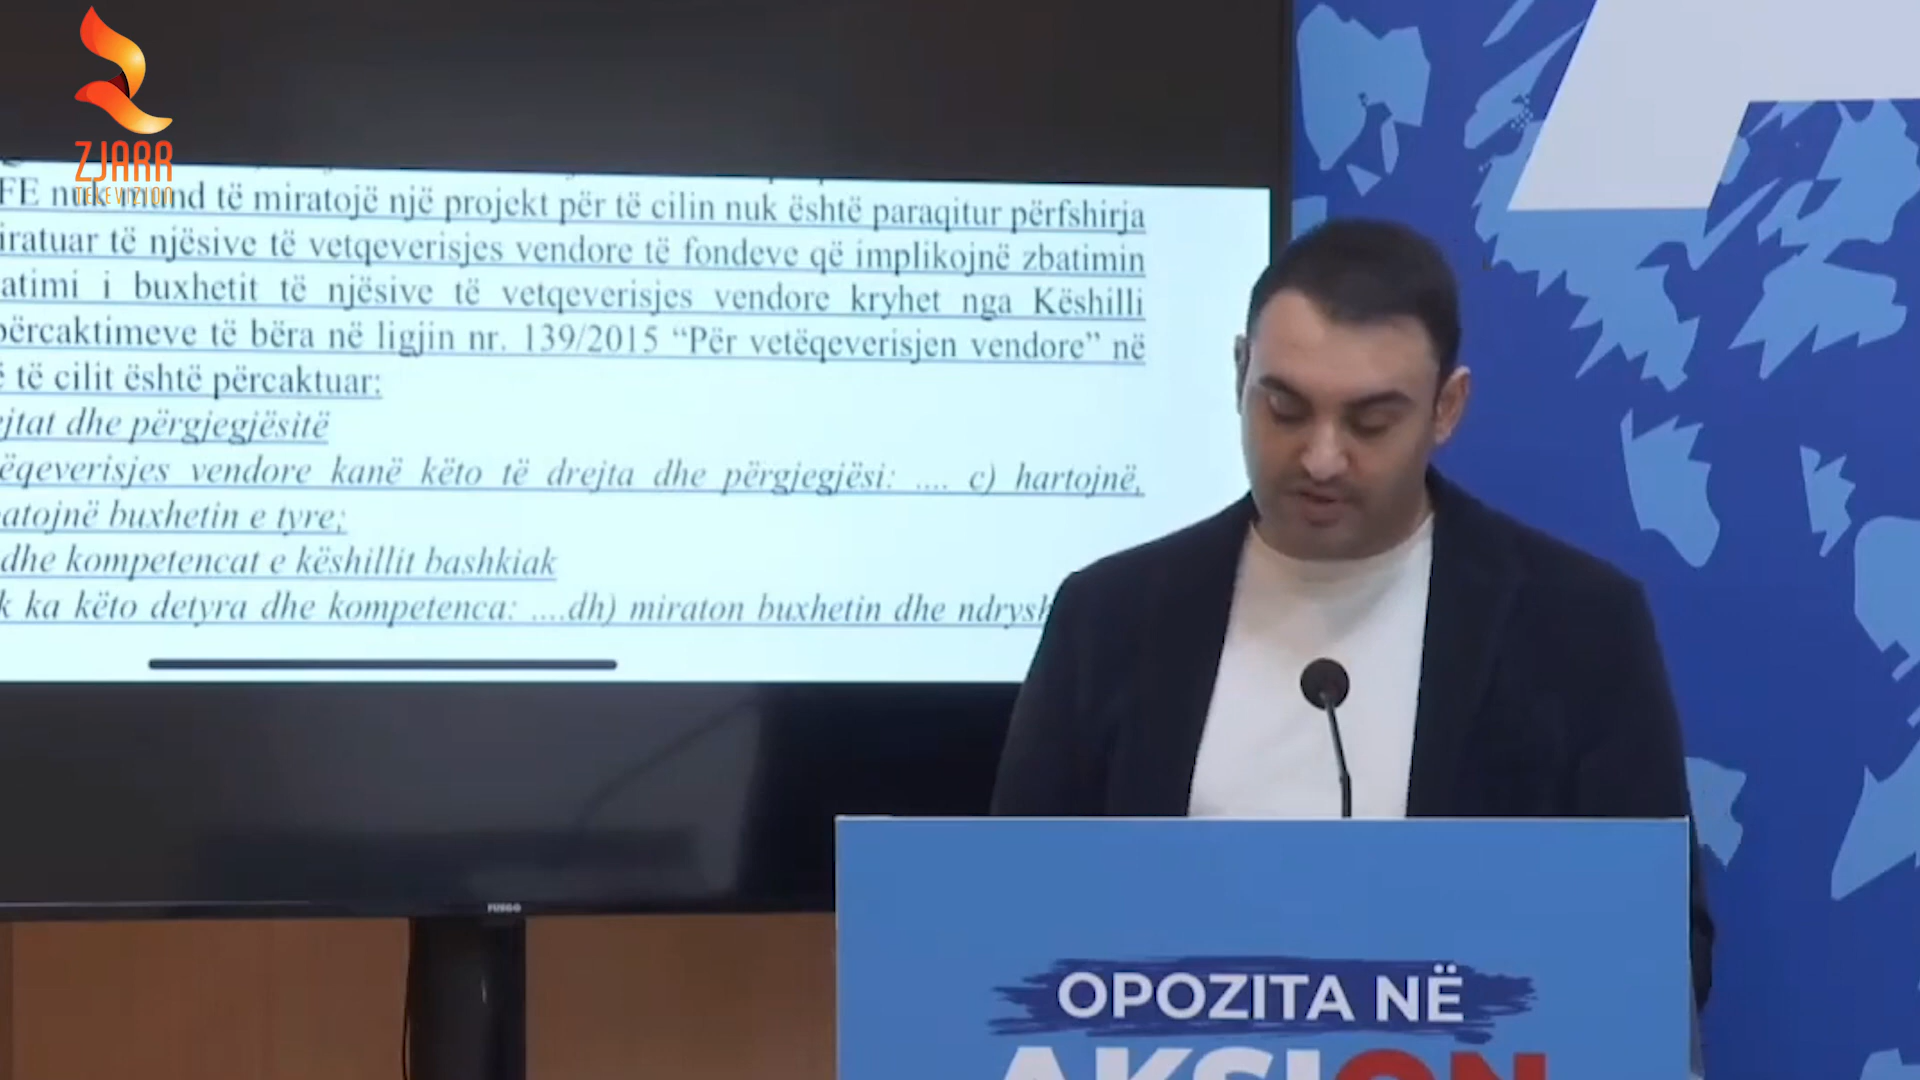 ZJARR
TELEVIZION
FE nuk mund të miratojë një projekt për të cilin nuk është paraqitur përfshirja
iratuar të njësive të vetqeverisjes vendore të fondeve që implikojnë zbatimin
atimi i buxhetit të njësive të vetqeverisjes vendore kryhet nga Këshilli
përcaktimeve të bëra në ligjin nr. 139/2015 “Për vetëqeverisjen vendore” në
ë të cilit është përcaktuar:
ejtat dhe përgjegjësitë
ëqeverisjes vendore kanë këto të drejta dhe përgjegjësi: .... c) hartojnë,
atojnë buxhetin e tyre;
dhe kompetencat e këshillit bashkiak
k ka këto detyra dhe kompetenca: ....dh) miraton buxhetin dhe ndrysh
FUEGO
OPOZITA NË
AKSION